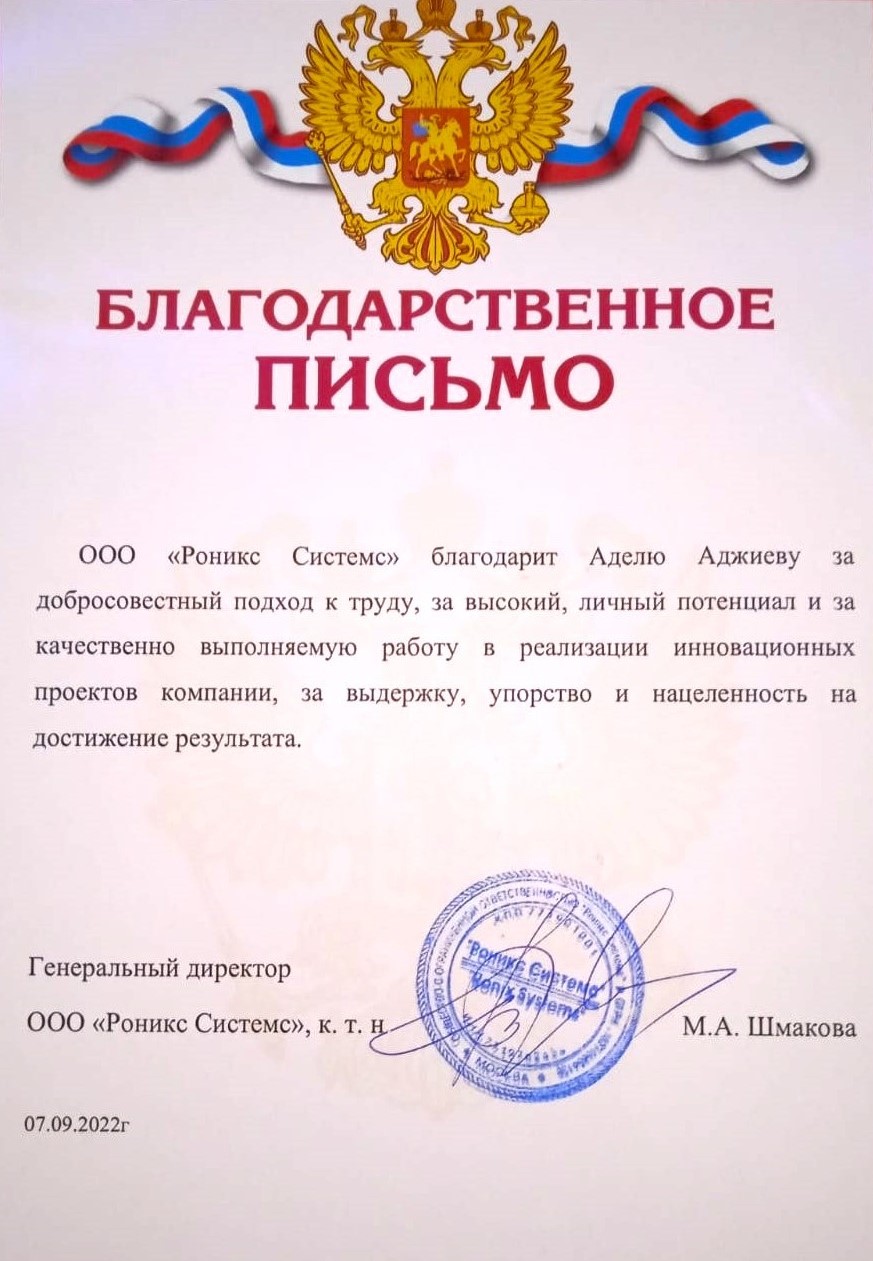 БЛАГОДАРСТВЕННОЕ
ПИСЬМО
ООО «Роникс Системс» благодарит Аделю Аджиеву за
добросовестный подход к труду, за высокий, личный потенциал и за
качественно выполняемую работу в реализации инновационных
проектов компании, за выдержку, упорство и нацеленность на
достижение результата.
Генеральный директор
ООО «Роникс Системс», к. т. н
М.А. Шмакова
"Роникс Системс"
"Ronix Systems"
МОСКВА
07.09.2022г